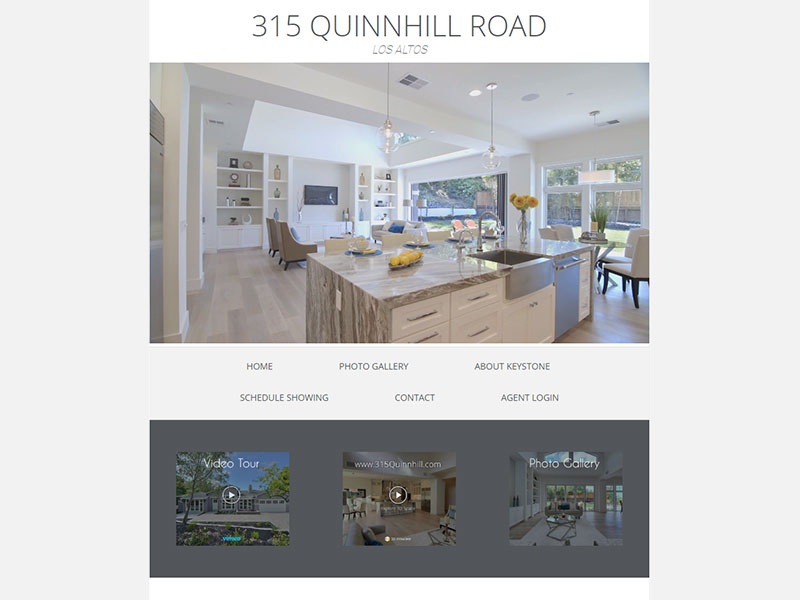 315 QUINNHILL ROAD
LOS ALTOS
HOME PHOTO GALLERY ABOUT KEYSTONE
SCHEDULE SHOWING CONTACT AGENT LOGIN
Video Tour
www.315Quinnhill.com
Photo Gallery
vimeo